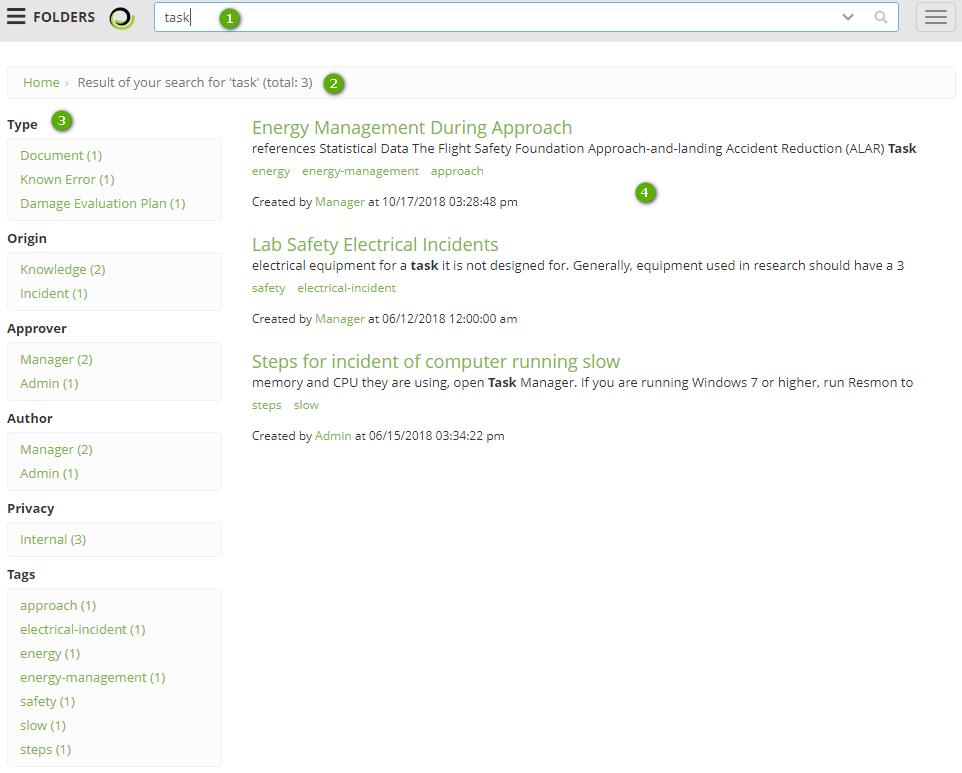 FOLDERS
task
1
Home › Result of your search for 'task' (total: 3)
2
Type
3
Document (1)
Known Error (1)
Damage Evaluation Plan (1)
Origin
Knowledge (2)
Incident (1)
Approver
Manager (2)
Admin (1)
Author
Manager (2)
Admin (1)
Privacy
Internal (3)
Tags
approach (1)
electrical-incident (1)
energy (1)
energy-management (1)
safety (1)
slow (1)
steps (1)
Energy Management During Approach
references Statistical Data The Flight Safety Foundation Approach-and-landing Accident Reduction (ALAR) Task
energy energy-management approach
4
Created by Manager at 10/17/2018 03:28:48 pm
Lab Safety Electrical Incidents
electrical equipment for a task it is not designed for. Generally, equipment used in research should have a 3
safety electrical-incident
Created by Manager at 06/12/2018 12:00:00 am
Steps for incident of computer running slow
memory and CPU they are using, open Task Manager. If you are running Windows 7 or higher, run Resmon to
steps slow
Created by Admin at 06/15/2018 03:34:22 pm